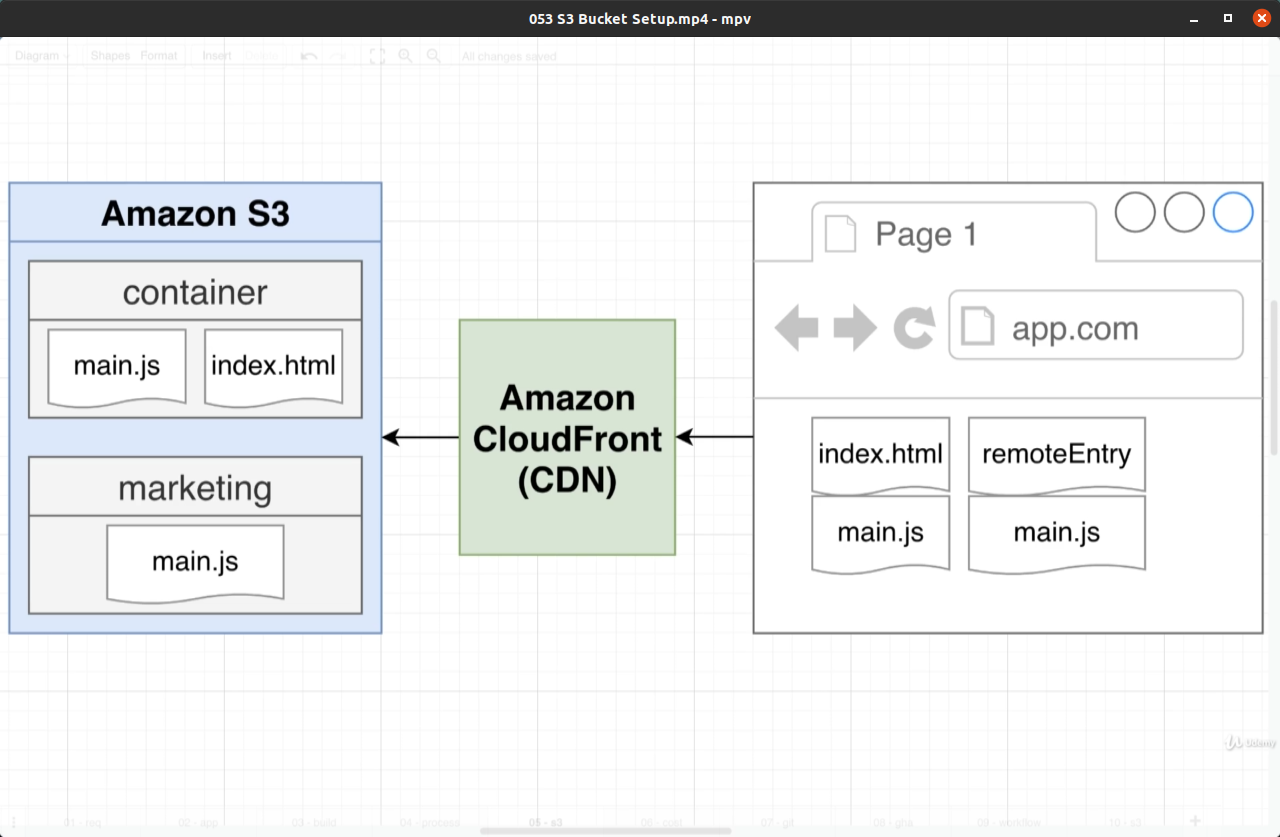 053 S3 Bucket Setup.mp4 - mpv
Diagram Shapes Format Insert All changes saved
Amazon S3
container
main.js index.html
marketing
main.js
Amazon
CloudFront
(CDN)
Page 1
app.com
index.html remoteEntry
main.js main.js
Udemy
01 - req 02 - app 03 - build 04 - process 05 - s3 06 - cost 07 - git 08 - gha 09 - workflow 10 - s3